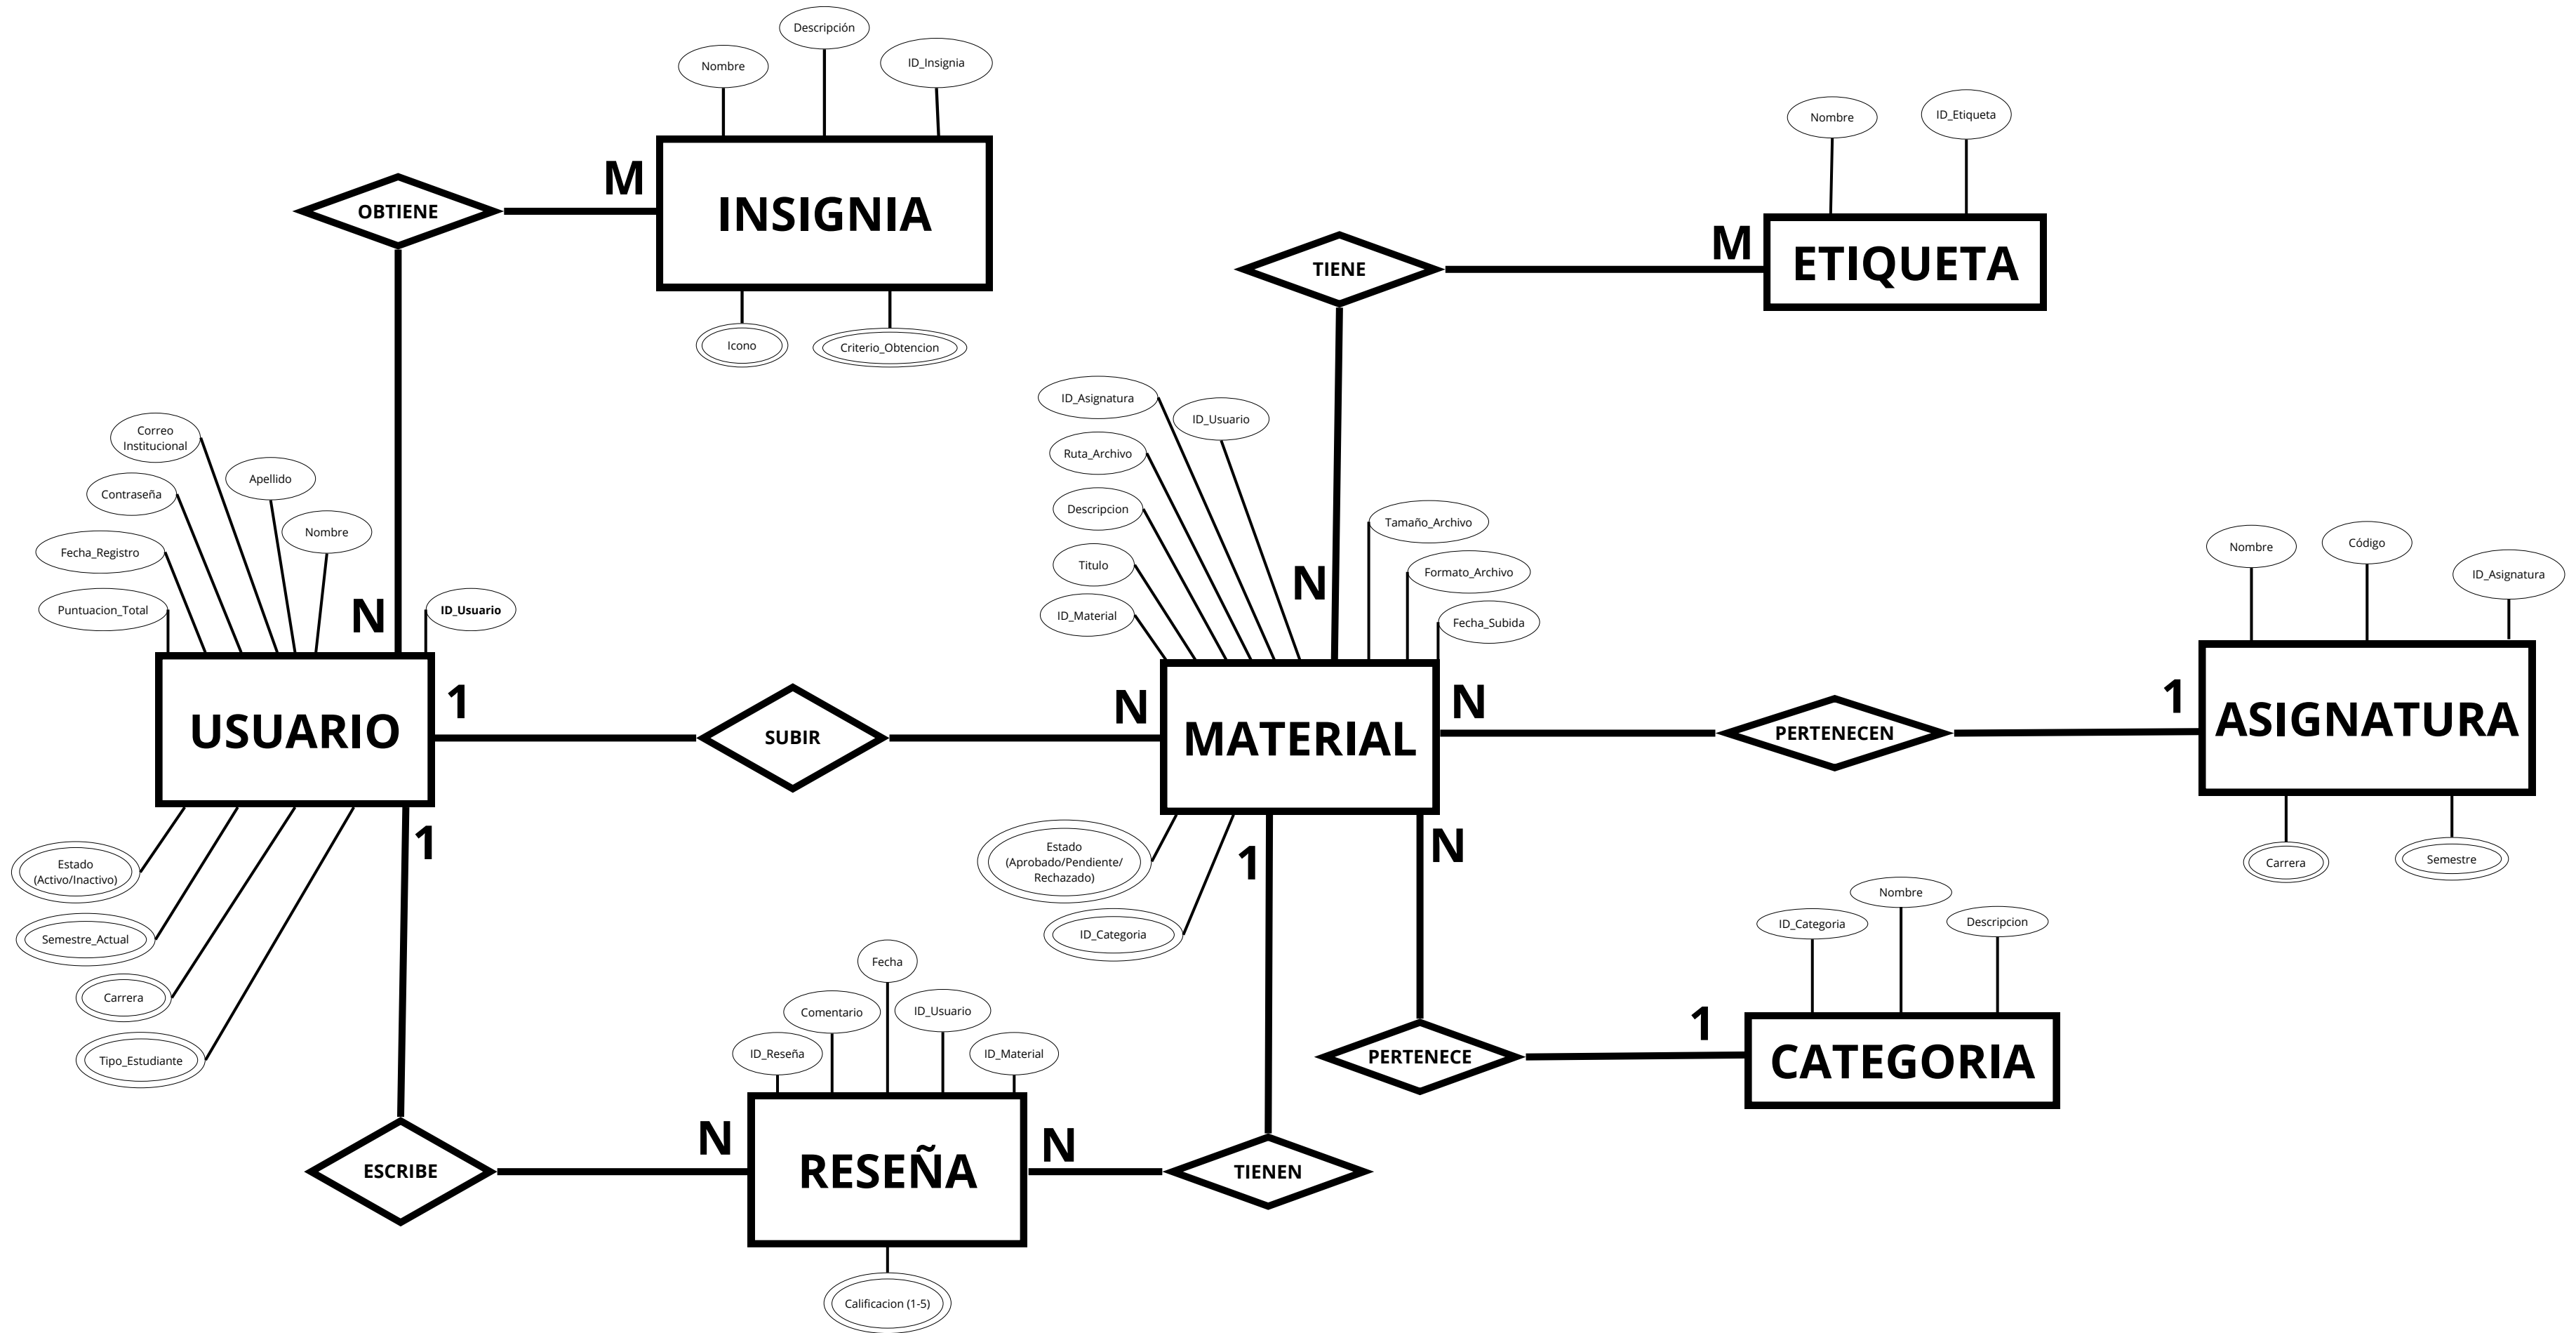 Descripción
Nombre
ID_Insignia
OBTIENE
M
INSIGNIA
Icono
Criterio_Obtencion
Nombre
ID_Etiqueta
TIENE
M
ETIQUETA
N
Correo
Institucional
Contraseña
Apellido
Fecha_Registro
Nombre
Puntuacion_Total
N
ID_Usuario
USUARIO
1
SUBIR
N
ID_Asignatura
ID_Usuario
Ruta_Archivo
Descripcion
Titulo
ID_Material
Tamaño_Archivo
Formato_Archivo
Fecha_Subida
MATERIAL
N
PERTENECEN
1
Nombre
Código
ID_Asignatura
ASIGNATURA
Carrera
Semestre
1
Estado
(Activo/Inactivo)
Semestre_Actual
Carrera
Tipo_Estudiante
Estado
(Aprobado/Pendiente/
Rechazado)
ID_Categoria
1
N
PERTENECE
1
ID_Categoria
Nombre
Descripcion
CATEGORIA
ESCRIBE
N
Fecha
Comentario
ID_Usuario
ID_Reseña
ID_Material
RESEÑA
N
TIENEN
Calificacion (1-5)